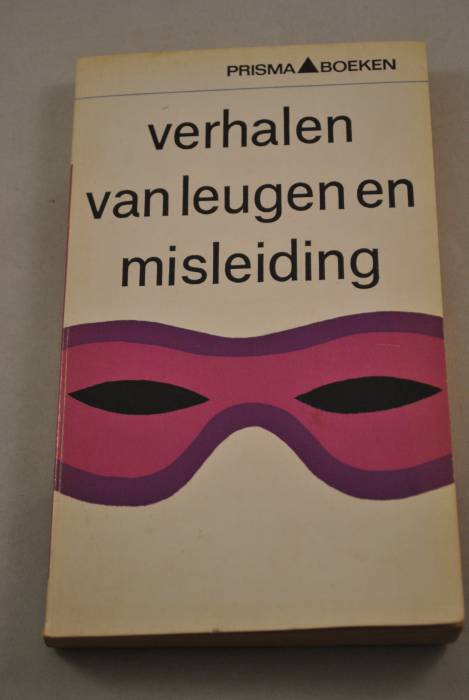 PRISMA BOEKEN
verhalen
van leugen en
misleiding